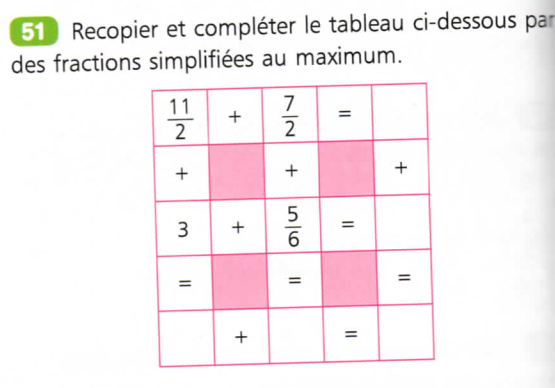 51 Recopier et compléter le tableau ci-dessous par
des fractions simplifiées au maximum.
11/2 + 7/2 =
+ + +
3 + 5/6 =
= = =
+ =